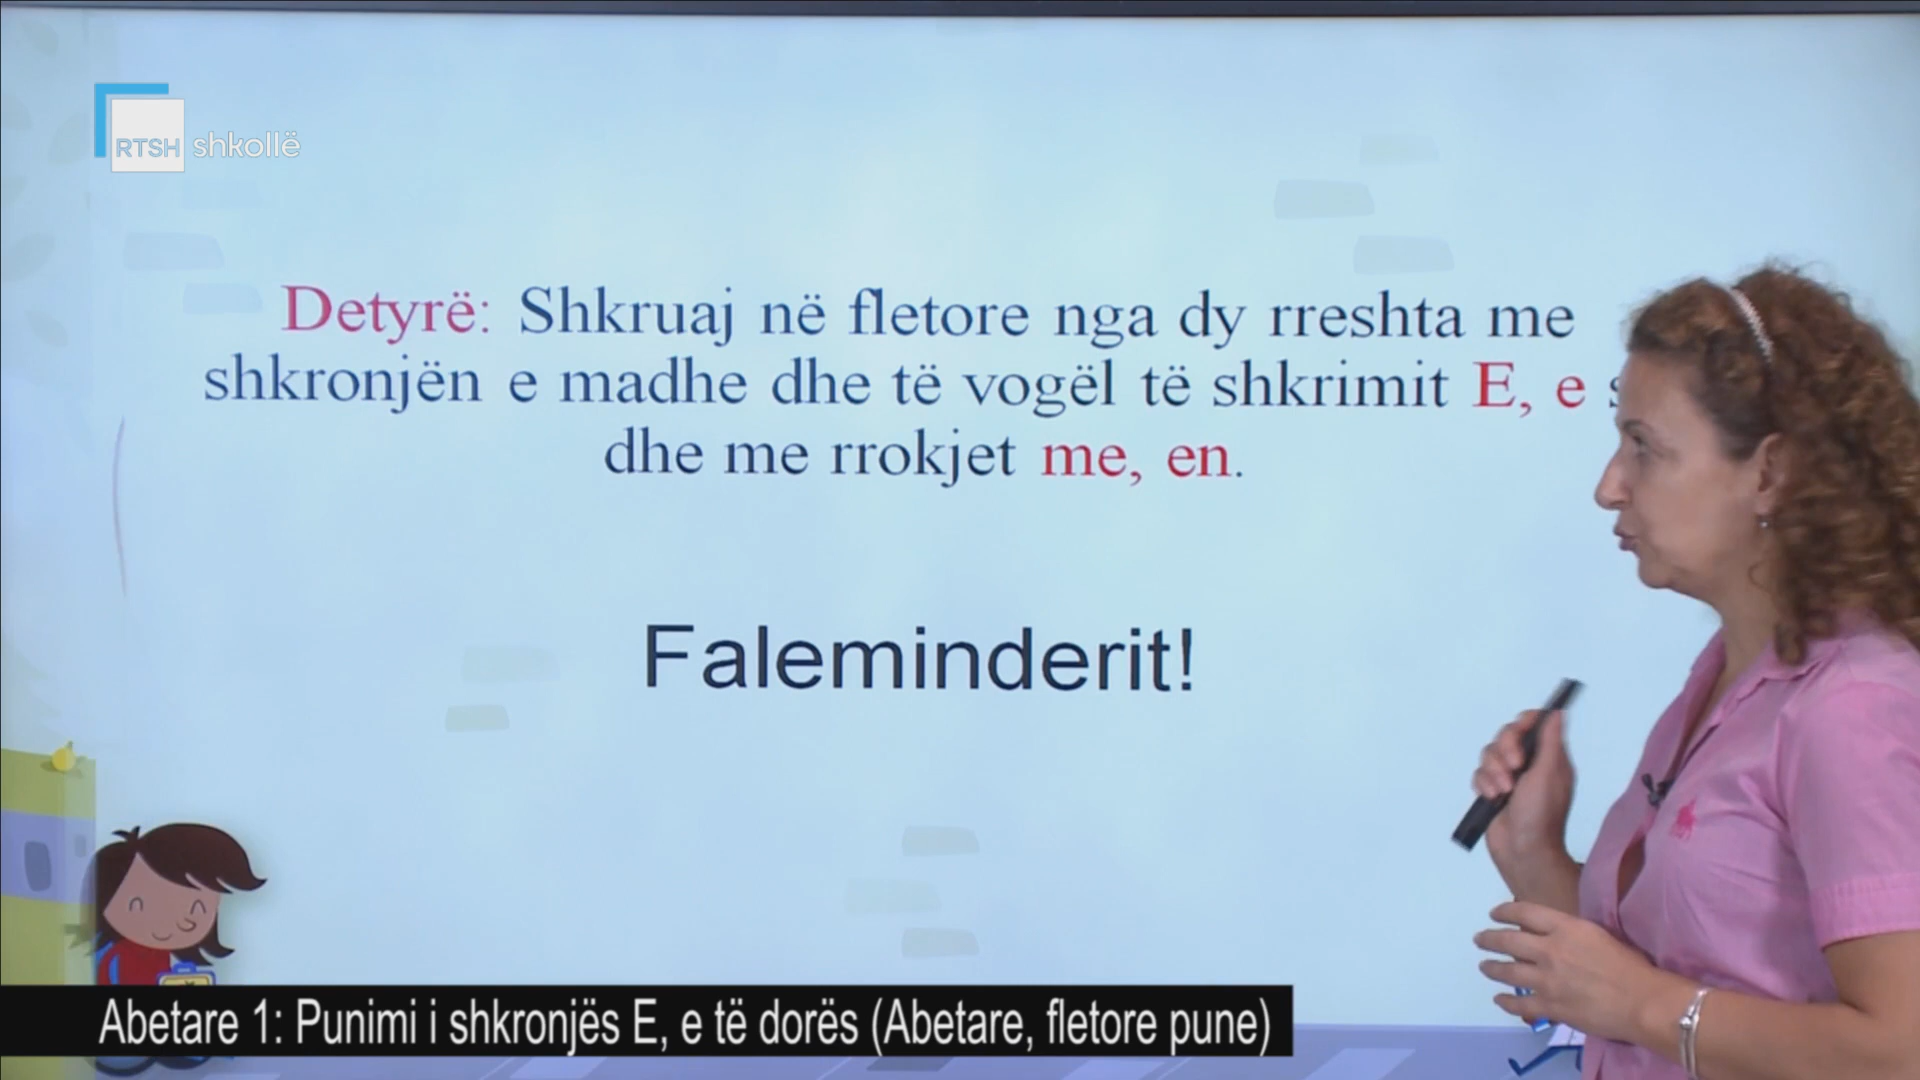 RTSH shkollë
Detyrë: Shkruaj në fletore nga dy rreshta me
shkronjën e madhe dhe të vogël të shkrimit E, e
dhe me rrokjet me, en.
Faleminderit!
Abetare 1: Punimi i shkronjës E, e të dorës (Abetare, fletore pune)